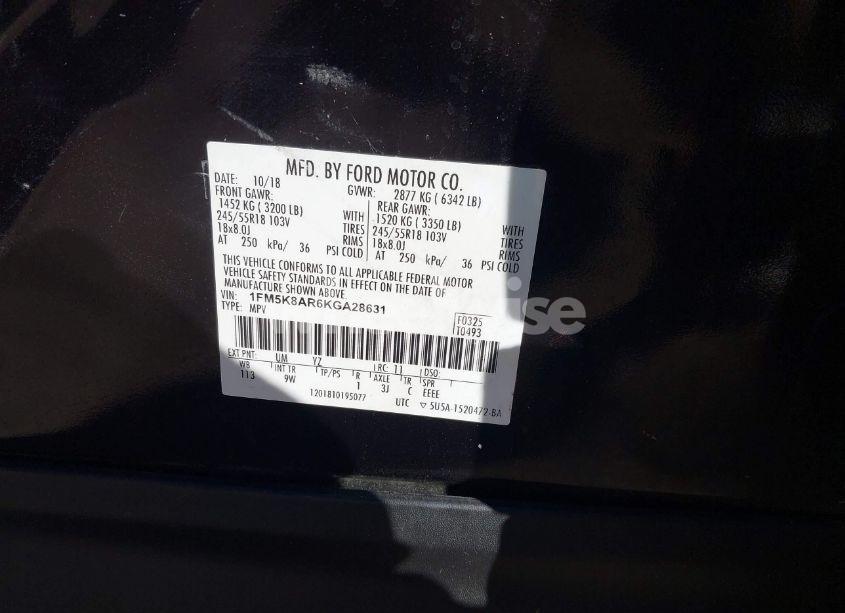 MFD. BY FORD MOTOR CO.
DATE: 10/18 GVWR: 2877 KG ( 6342 LB)
FRONT GAWR: REAR GAWR:
1452 KG ( 3200 LB) WITH 1520 KG ( 3350 LB) WITH
245/55R18 103V TIRES 245/55R18 103V TIRES
18x8.0J RIMS 18x8.0J RIMS
AT 250 kPa/ 36 PSI COLD AT 250 kPa/ 36 PSI COLD
THIS VEHICLE CONFORMS TO ALL APPLICABLE FEDERAL MOTOR
VEHICLE SAFETY STANDARDS IN EFFECT ON THE DATE OF
MANUFACTURE SHOWN ABOVE.
VIN: 1FM5K8AR6KGA28631
TYPE: MPV
F0325
T0493
EXT PNT: UM YZ RC: 11 DSO:
WB INT TR TP/PS R AXLE TR SPR
113 9W 1 3J C EEEE
1201810195077 UTC ▽ 5U5A-1520472-BA